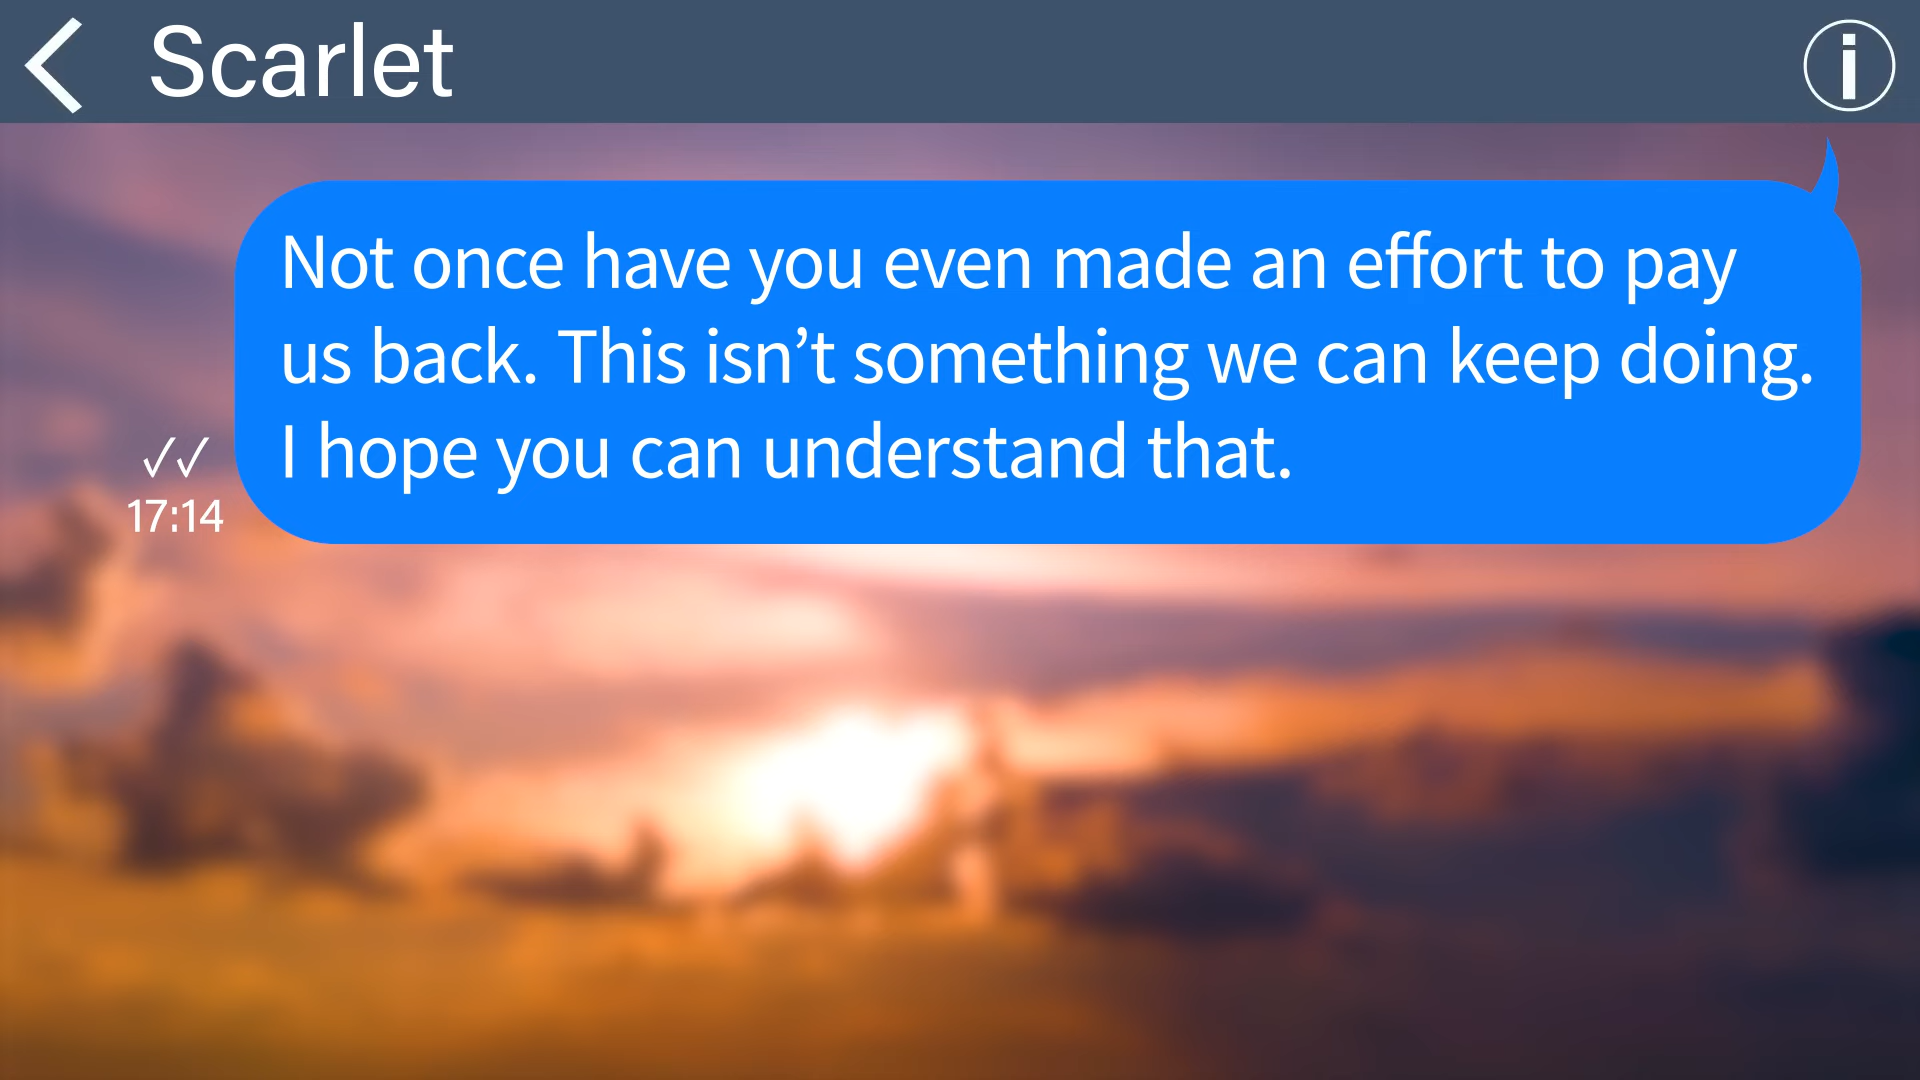 Scarlet
Not once have you even made an effort to pay
us back. This isn’t something we can keep doing.
I hope you can understand that.
✓✓
17:14